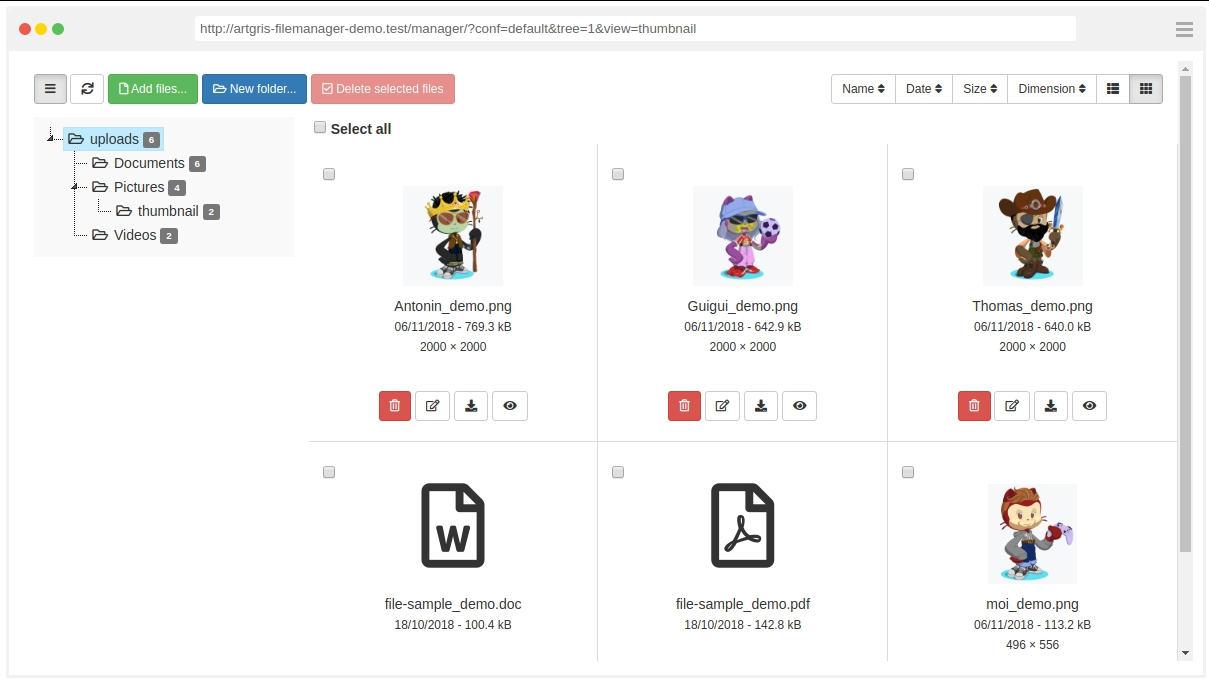 http://artgris-filemanager-demo.test/manager/?conf=default&tree=1&view=thumbnail
Add files... New folder... Delete selected files Name Date Size Dimension
uploads 6
Documents 6
Pictures 4
thumbnail 2
Videos 2
Select all
Antonin_demo.png
06/11/2018 - 769.3 kB
2000 × 2000
Guigui_demo.png
06/11/2018 - 642.9 kB
2000 × 2000
Thomas_demo.png
06/11/2018 - 640.0 kB
2000 × 2000
W
file-sample_demo.doc
18/10/2018 - 100.4 kB
file-sample_demo.pdf
18/10/2018 - 142.8 kB
moi_demo.png
06/11/2018 - 113.2 kB
496 × 556